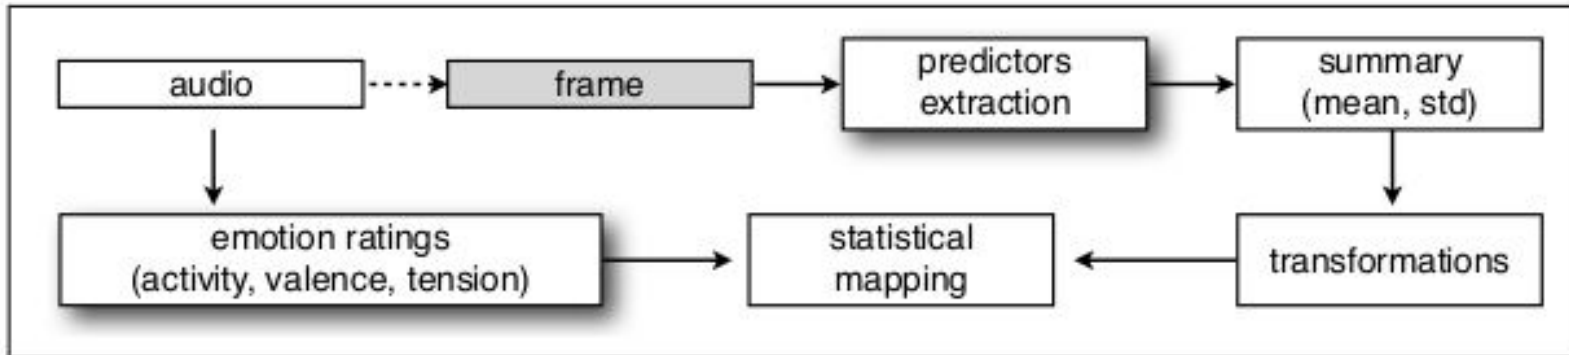 audio
frame
predictors
extraction
summary
(mean, std)
emotion ratings
(activity, valence, tension)
statistical
mapping
transformations